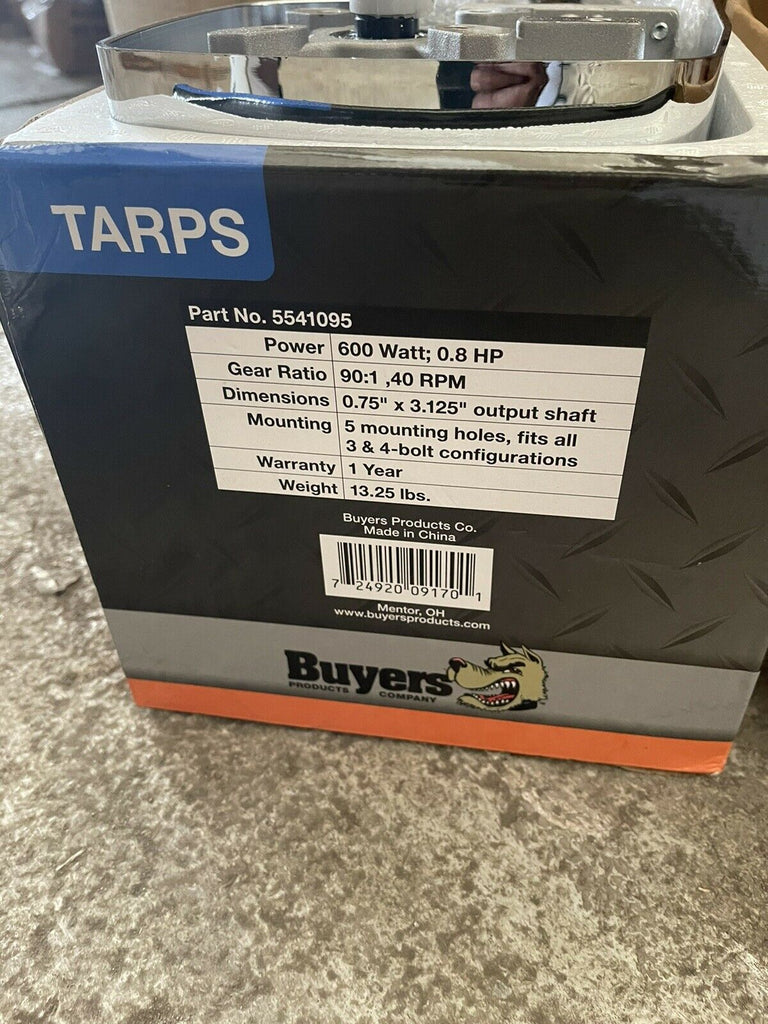 TARPS
Part No. 5541095
Power 600 Watt; 0.8 HP
Gear Ratio 90:1 ,40 RPM
Dimensions 0.75" x 3.125" output shaft
Mounting 5 mounting holes, fits all
3 & 4-bolt configurations
Warranty 1 Year
Weight 13.25 lbs.
Buyers Products Co.
Made in China
7 24920 09170 1
Mentor, OH
www.buyersproducts.com
Buyers
PRODUCTS COMPANY